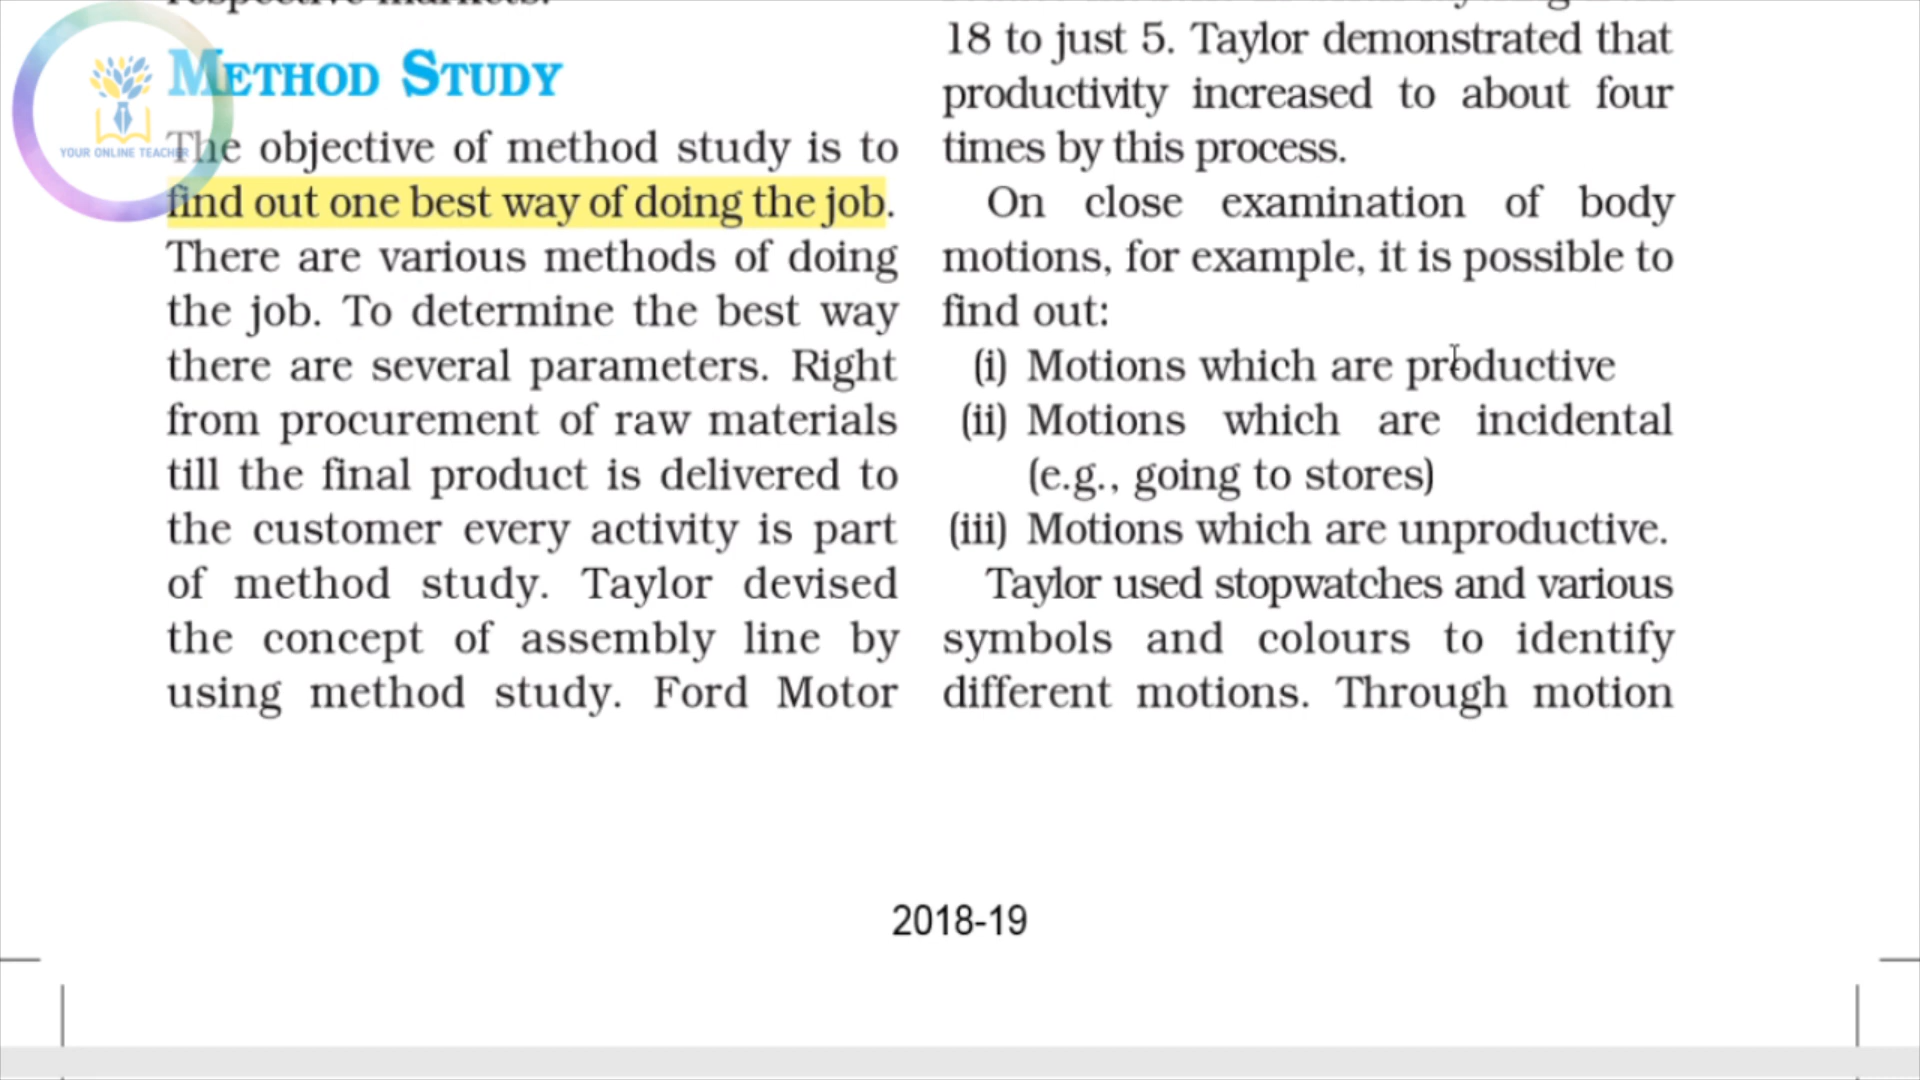 METHOD STUDY
YOUR ONLINE TEACHER
The objective of method study is to
find out one best way of doing the job.
There are various methods of doing
the job. To determine the best way
there are several parameters. Right
from procurement of raw materials
till the final product is delivered to
the customer every activity is part
of method study. Taylor devised
the concept of assembly line by
using method study. Ford Motor
18 to just 5. Taylor demonstrated that
productivity increased to about four
times by this process.
On close examination of body
motions, for example, it is possible to
find out:
(i) Motions which are productive
(ii) Motions which are incidental
(e.g., going to stores)
(iii) Motions which are unproductive.
Taylor used stopwatches and various
symbols and colours to identify
different motions. Through motion
2018-19